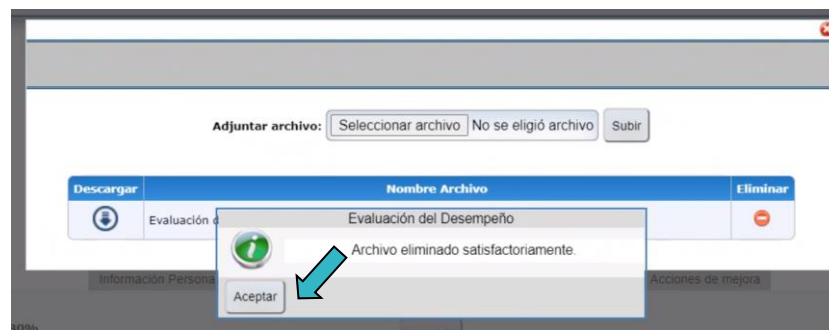 Adjuntar archivo: Seleccionar archivo No se eligió archivo Subir
Descargar Nombre Archivo Eliminar
Evaluación d
Evaluación del Desempeño
Archivo eliminado satisfactoriamente.
Información Persona
Acciones de mejora
Aceptar